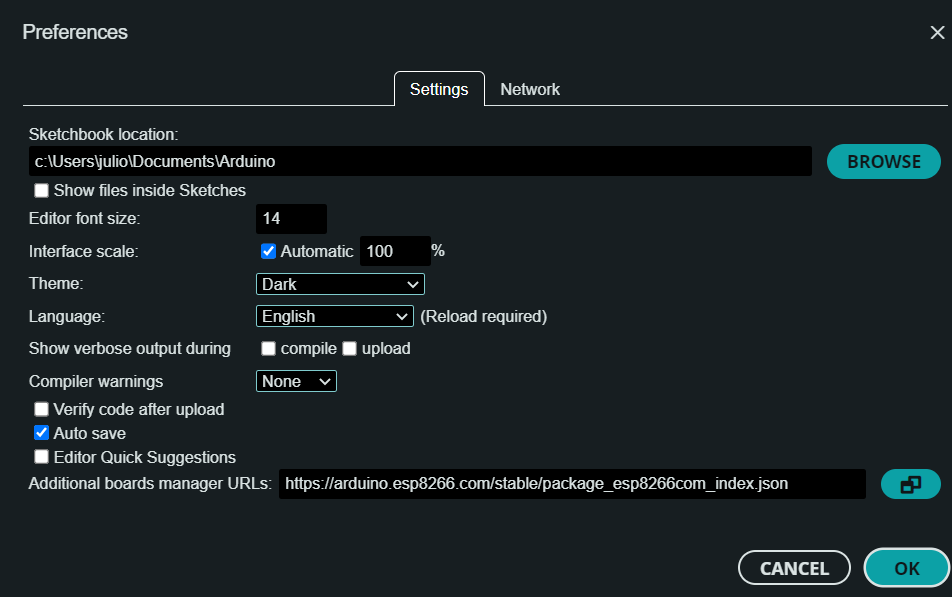 Preferences
Settings Network
Sketchbook location:
c:\Users\julio\Documents\Arduino BROWSE
Show files inside Sketches
Editor font size: 14
Interface scale: Automatic 100 %
Theme: Dark
Language: English (Reload required)
Show verbose output during compile upload
Compiler warnings None
Verify code after upload
Auto save
Editor Quick Suggestions
Additional boards manager URLs: https://arduino.esp8266.com/stable/package_esp8266com_index.json
CANCEL OK